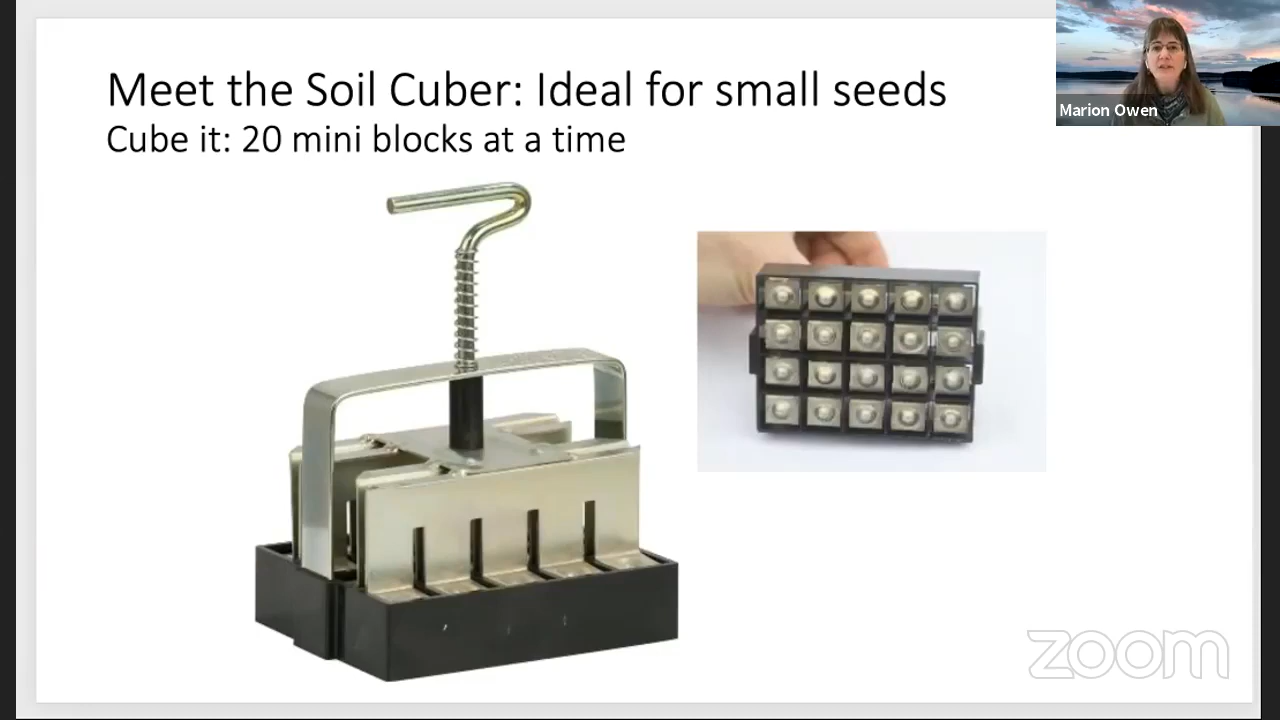 Meet the Soil Cuber: Ideal for small seeds
Cube it: 20 mini blocks at a time
Marion Owen
zoom